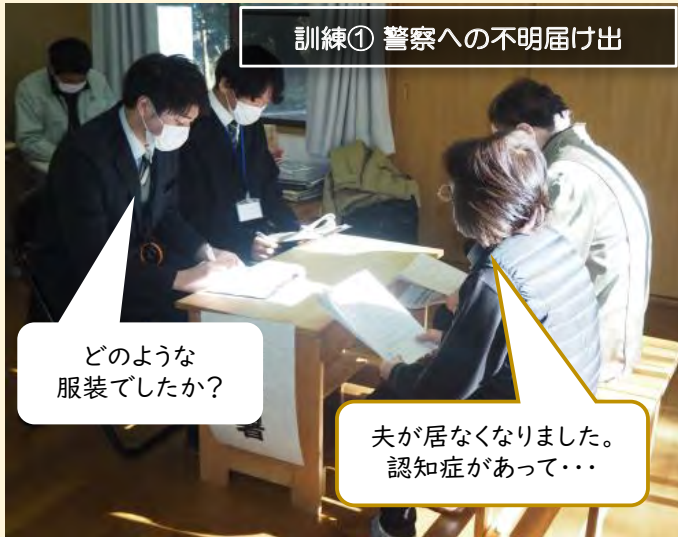 訓練① 警察への不明届け出
どのような
服装でしたか？
夫が居なくなりました。
認知症があって・・・
署